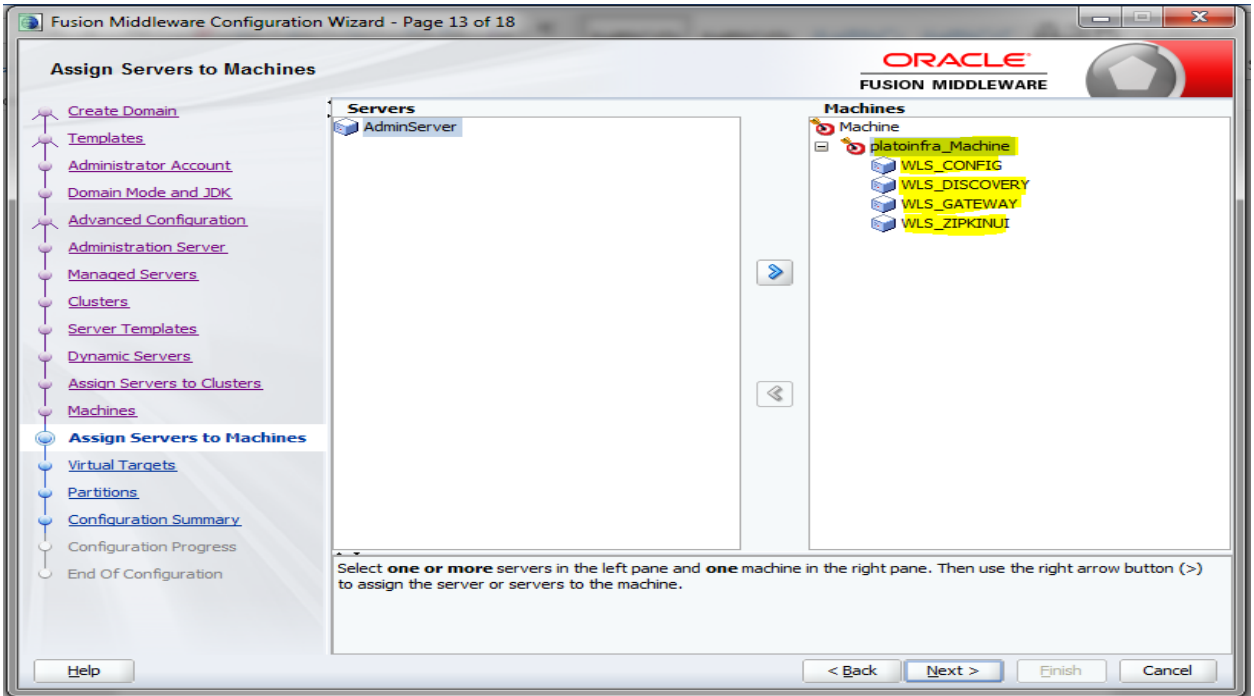 Fusion Middleware Configuration Wizard - Page 13 of 18
Assign Servers to Machines
ORACLE
FUSION MIDDLEWARE
Create Domain
Templates
Administrator Account
Domain Mode and JDK
Advanced Configuration
Administration Server
Managed Servers
Clusters
Server Templates
Dynamic Servers
Assign Servers to Clusters
Machines
Assign Servers to Machines
Virtual Targets
Partitions
Configuration Summary
Configuration Progress
End Of Configuration
Servers
AdminServer
Machines
Machine
platoinfra_Machine
WLS_CONFIG
WLS_DISCOVERY
WLS_GATEWAY
WLS_ZIPKINUI
Select one or more servers in the left pane and one machine in the right pane. Then use the right arrow button (>)
to assign the server or servers to the machine.
Help
< Back
Next >
Finish
Cancel